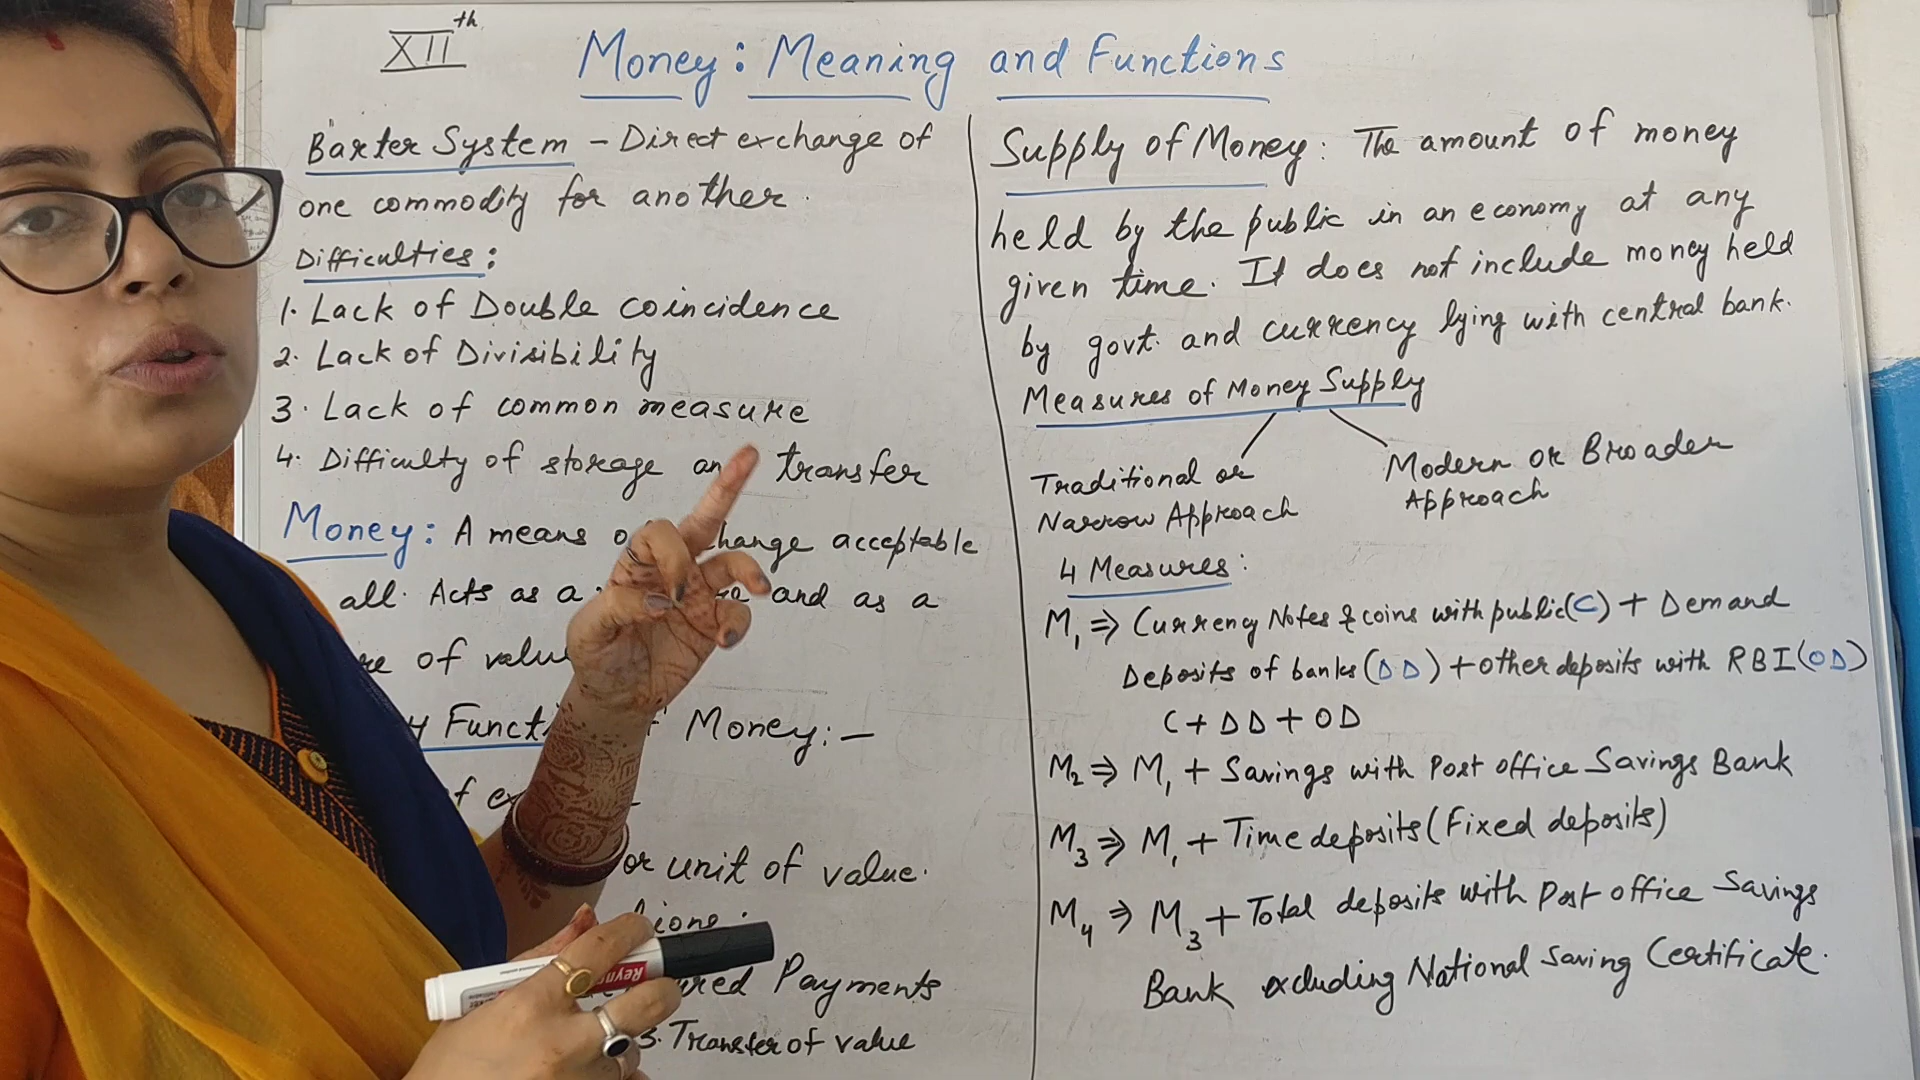 XIIth
Money: Meaning and Functions
Barter System - Direct exchange of
one commodity for another.
Difficulties:
1. Lack of Double coincidence
2. Lack of Divisibility
3. Lack of common measure
4. Difficulty of storage an transfer
Money: A means o change acceptable
all. Acts as a and as a
re of valu
y Functi Money:-
f ex
or unit of value.
tions:
rred Payments
3. Transfer of value
Supply of Money: The amount of money
held by the public in an economy at any
given time. It does not include money held
by govt. and currency lying with central bank.
Measures of Money Supply
Traditional or
Narrow Approach
Modern or Broader
Approach
4 Measures:
M1 ⇒ Currency Notes & coins with public(C) + Demand
Deposits of banks (DD) + other deposits with RBI(OD)
C + DD + OD
M2 ⇒ M1 + Savings with Post office Savings Bank
M3 ⇒ M1 + Time deposits (Fixed deposits)
M4 ⇒ M3 + Total deposits with Post office Savings
Bank excluding National Saving Certificate.
Reyno